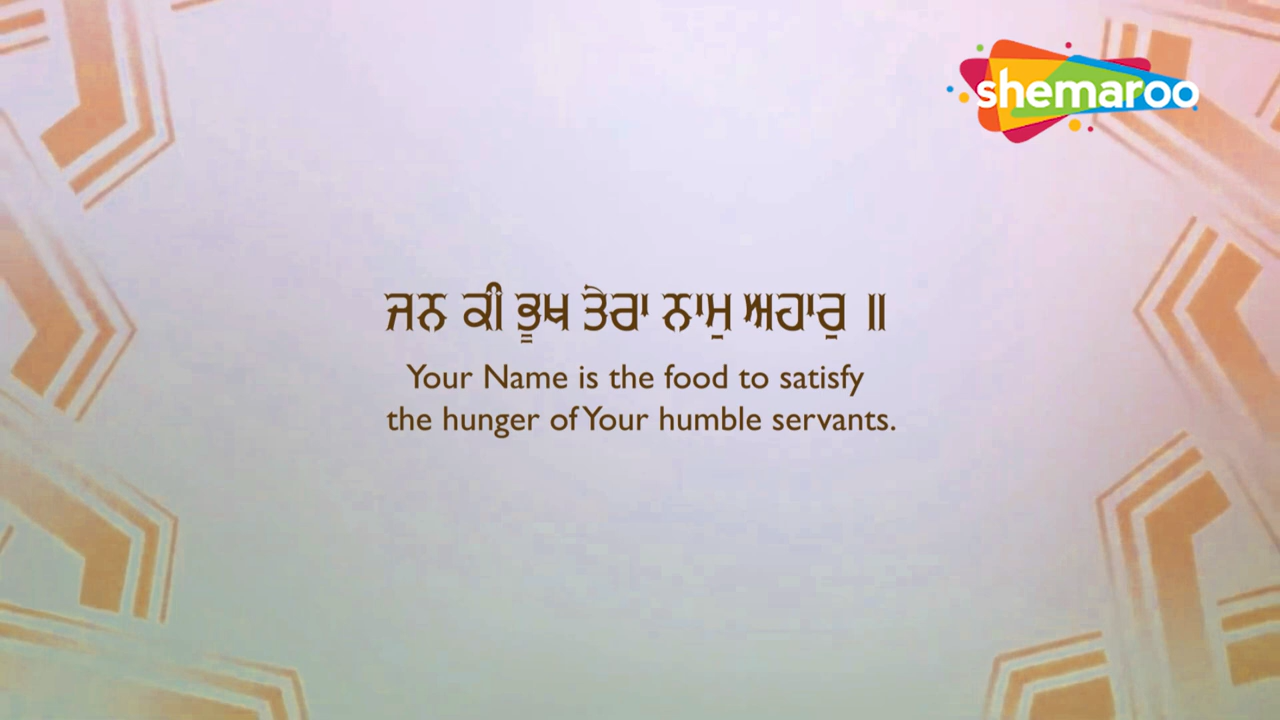 shemaroo
ਜਨ ਕੀ ਭੂਖ ਤੇਰਾ ਨਾਮੁ ਅਹਾਰੁ ॥
Your Name is the food to satisfy
the hunger of Your humble servants.